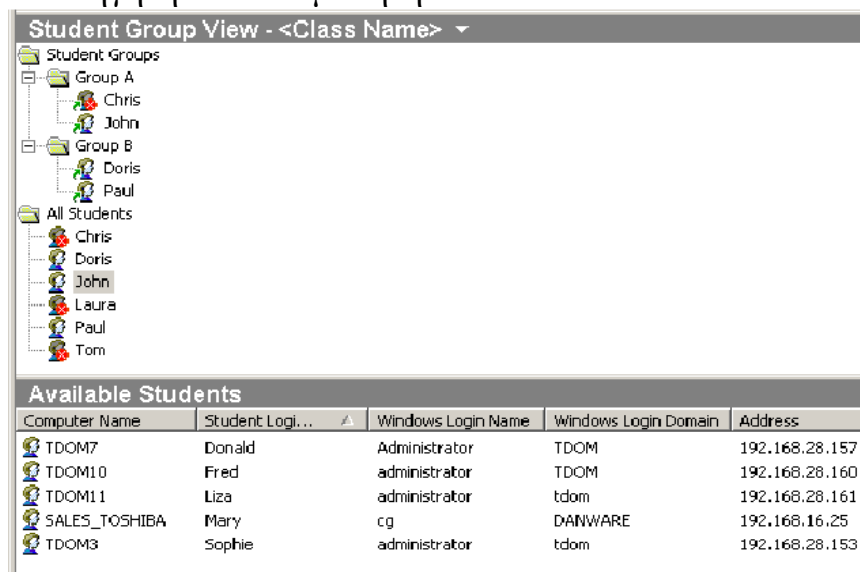 Student Group View - <Class Name>
Student Groups
Group A
Chris
John
Group B
Doris
Paul
All Students
Chris
Doris
John
Laura
Paul
Tom
Available Students
Computer Name Student Logi... Windows Login Name Windows Login Domain Address
TDOM7 Donald Administrator TDOM 192.168.28.157
TDOM10 Fred administrator TDOM 192.168.28.160
TDOM11 Liza administrator tdom 192.168.28.161
SALES_TOSHIBA Mary cg DANWARE 192.168.16.25
TDOM3 Sophie administrator tdom 192.168.28.153